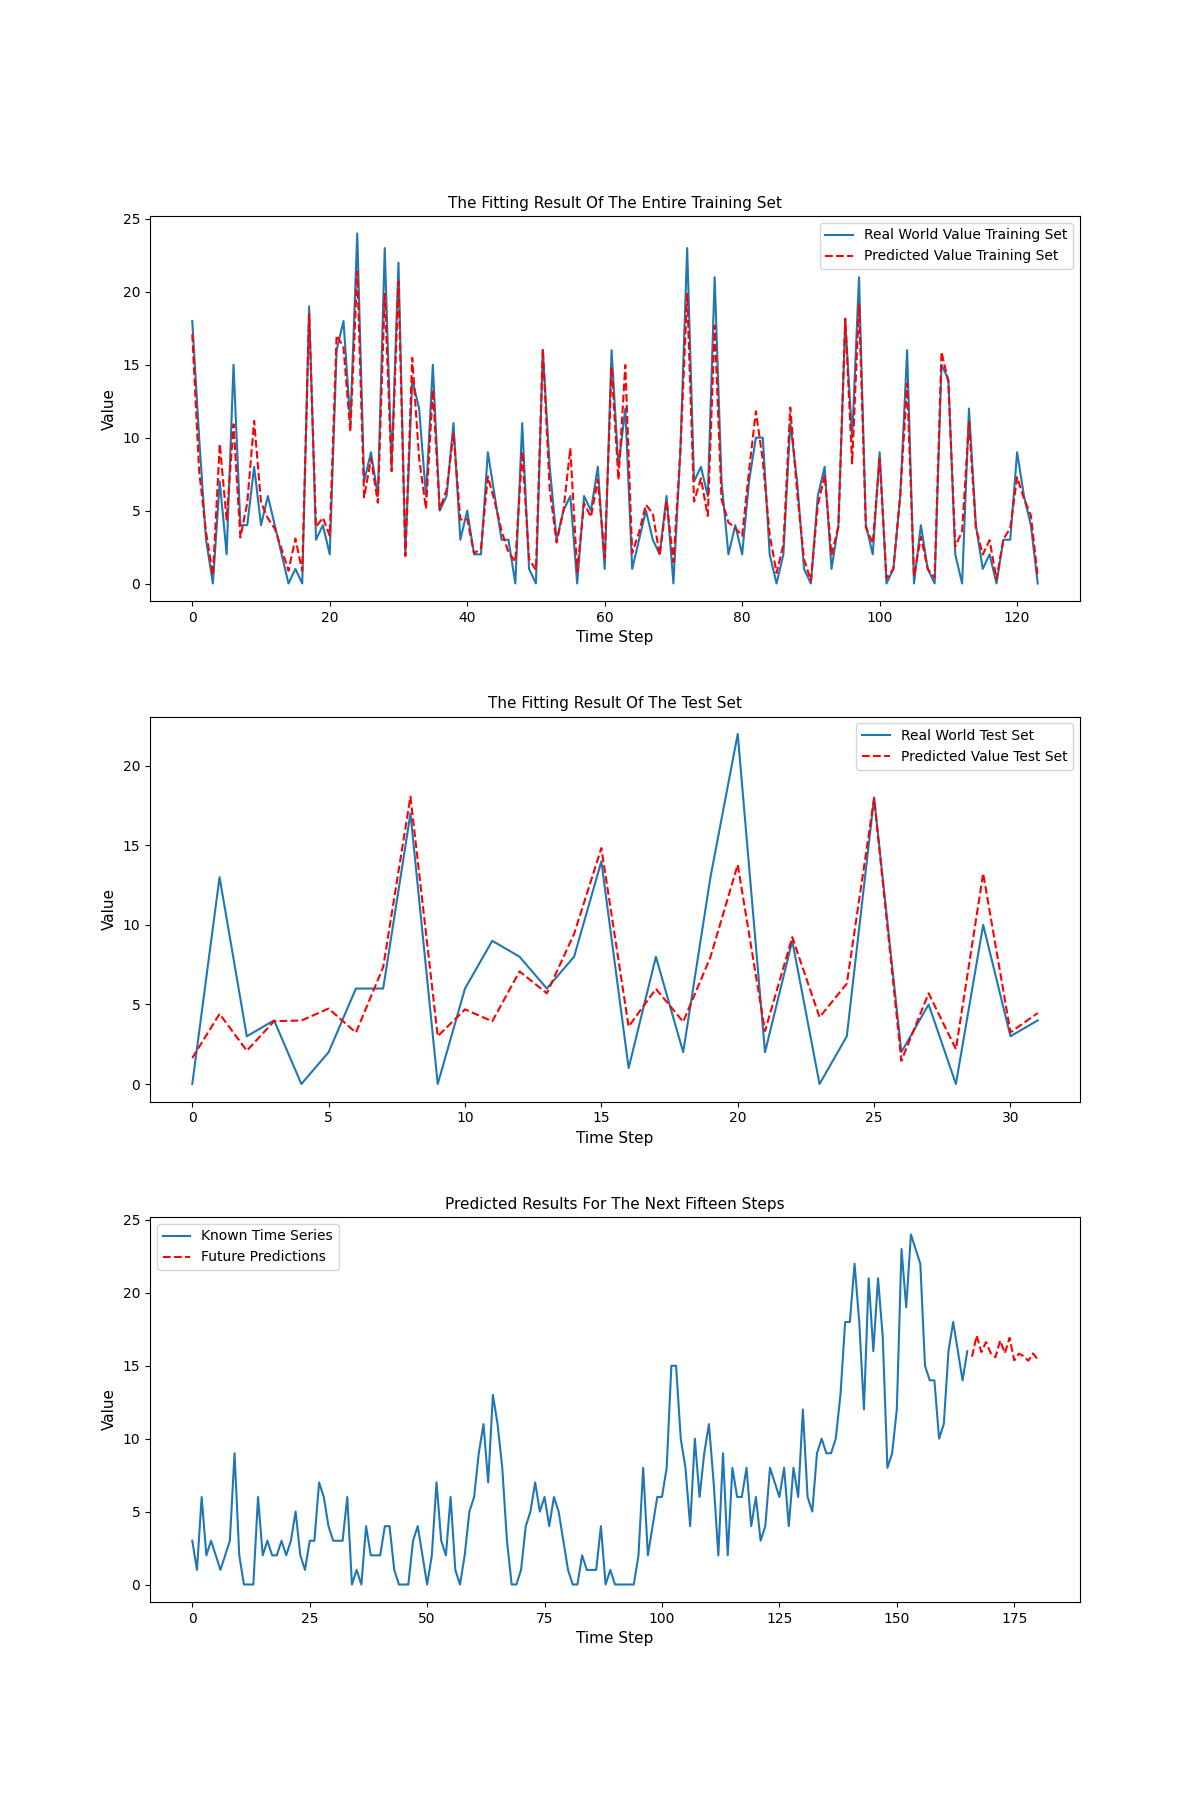 The Fitting Result Of The Entire Training Set
25
20
15
10
5
0
Value
Real World Value Training Set
Predicted Value Training Set
0 20 40 60 80 100 120
Time Step
The Fitting Result Of The Test Set
20
15
10
5
0
Value
Real World Test Set
Predicted Value Test Set
0 5 10 15 20 25 30
Time Step
Predicted Results For The Next Fifteen Steps
25
20
15
10
5
0
Value
Known Time Series
Future Predictions
0 25 50 75 100 125 150 175
Time Step